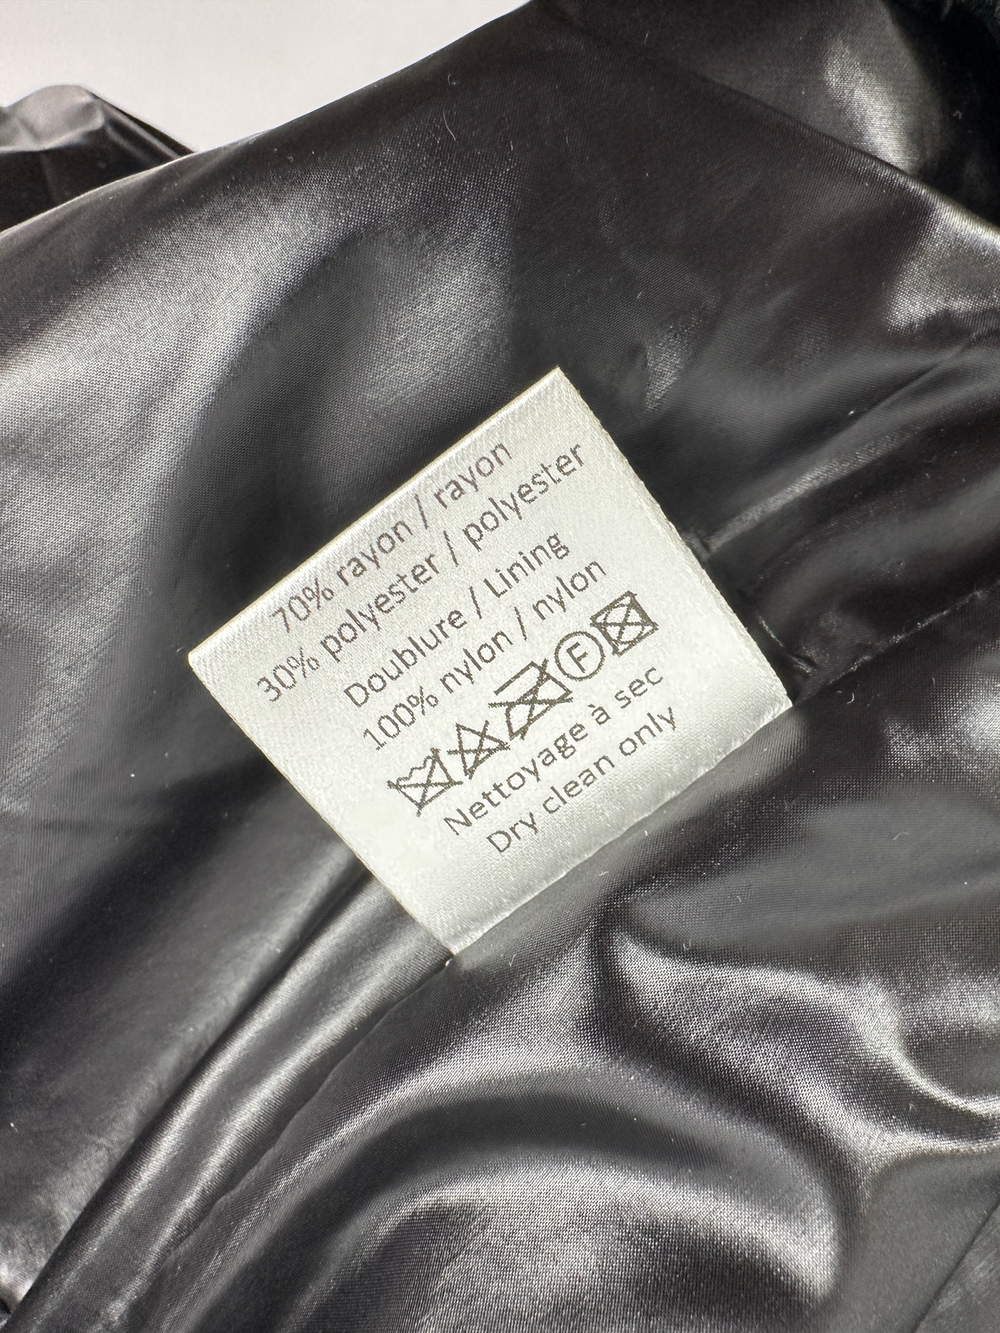 70% rayon / rayon
30% polyester / polyester
Doublure / Lining
100% nylon / nylon
F
Nettoyage à sec
Dry clean only